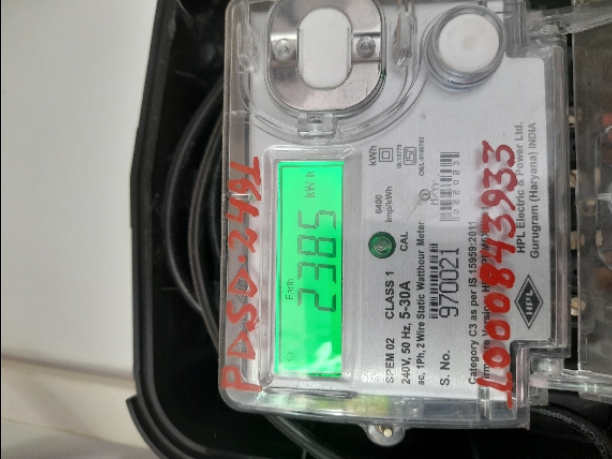 PDSD.2491
Earth
2385 kWh
6400
imp/kWh
kWh
CAL
SPEM 02 CLASS 1
240V, 50 Hz, 5-30A
ac, 1Ph, 2 Wire Static Watthour Meter
S. No. 970021
Category C3 as per IS 15959:2011
HPL
HPL Electric & Power Ltd.
Gurugram (Haryana) INDIA